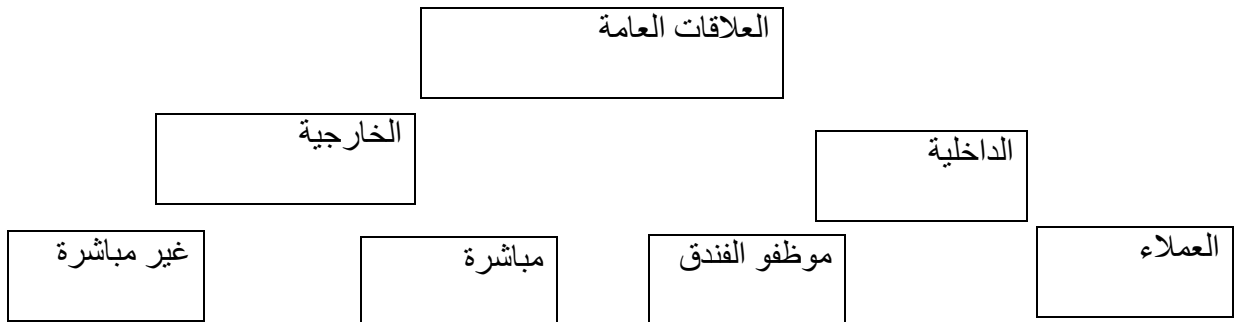 العلاقات العامة
الداخلية
الخارجية
العملاء
موظفو الفندق
مباشرة
غير مباشرة